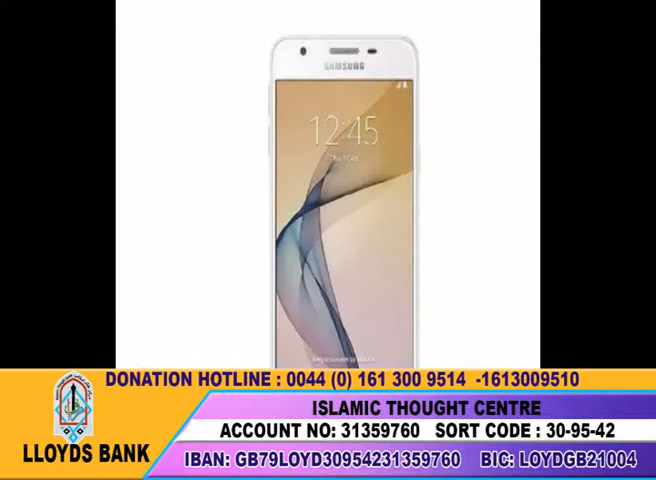 SAMSUNG
12:45
DONATION HOTLINE : 0044 (0) 161 300 9514 -1613009510
ISLAMIC THOUGHT CENTRE
ACCOUNT NO: 31359760 SORT CODE : 30-95-42
LLOYDS BANK
IBAN: GB79LOYD30954231359760 BIC: LOYDGB21004